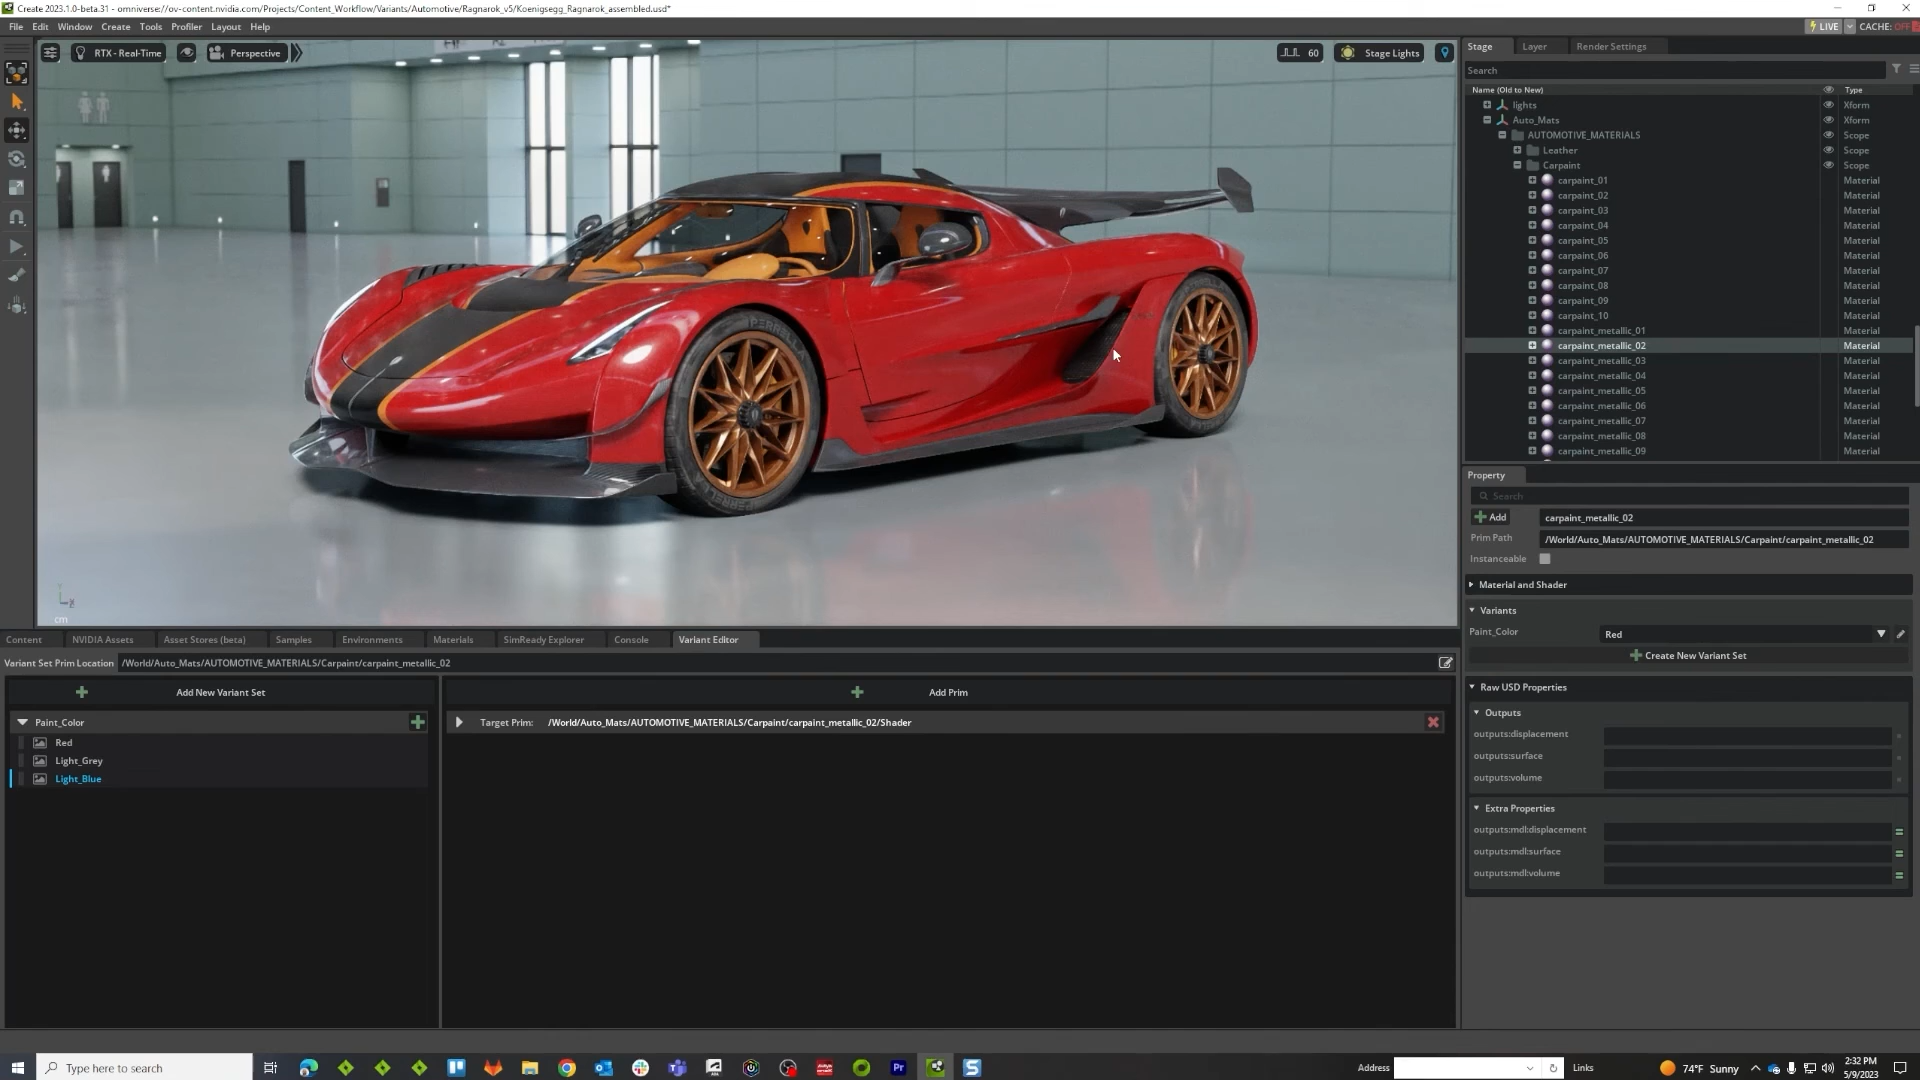 Create 2023.1.0-beta.31 - omniverse://ov-content.nvidia.com/Projects/Content_Workflow/Variants/Automotive/Ragnarok_v5/Koenigsegg_Ragnarok_assembled.usd*
File Edit Window Create Tools Profiler Layout Help
LIVE CACHE: OFF
RTX - Real-Time
Perspective
60
Stage Lights
PERRELLA
PERRELLA
cm
Stage Layer Render Settings
Search
Name (Old to New) Type
lights Xform
Auto_Mats Xform
AUTOMOTIVE_MATERIALS Scope
Leather Scope
Carpaint Scope
carpaint_01 Material
carpaint_02 Material
carpaint_03 Material
carpaint_04 Material
carpaint_05 Material
carpaint_06 Material
carpaint_07 Material
carpaint_08 Material
carpaint_09 Material
carpaint_10 Material
carpaint_metallic_01 Material
carpaint_metallic_02 Material
carpaint_metallic_03 Material
carpaint_metallic_04 Material
carpaint_metallic_05 Material
carpaint_metallic_06 Material
carpaint_metallic_07 Material
carpaint_metallic_08 Material
carpaint_metallic_09 Material
Property
Search
Add carpaint_metallic_02
Prim Path /World/Auto_Mats/AUTOMOTIVE_MATERIALS/Carpaint/carpaint_metallic_02
Instanceable
Material and Shader
Variants
Paint_Color Red
Create New Variant Set
Raw USD Properties
Outputs
outputs:displacement
outputs:surface
outputs:volume
Extra Properties
outputs:mdl:displacement
outputs:mdl:surface
outputs:mdl:volume
Content NVIDIA Assets Asset Stores (beta) Samples Environments Materials SimReady Explorer Console Variant Editor
Variant Set Prim Location /World/Auto_Mats/AUTOMOTIVE_MATERIALS/Carpaint/carpaint_metallic_02
Add New Variant Set
Add Prim
Paint_Color
Red
Light_Grey
Light_Blue
Target Prim: /World/Auto_Mats/AUTOMOTIVE_MATERIALS/Carpaint/carpaint_metallic_02/Shader
Type here to search
Pr
S
Address
Links
74°F Sunny
2:32 PM
5/9/2023